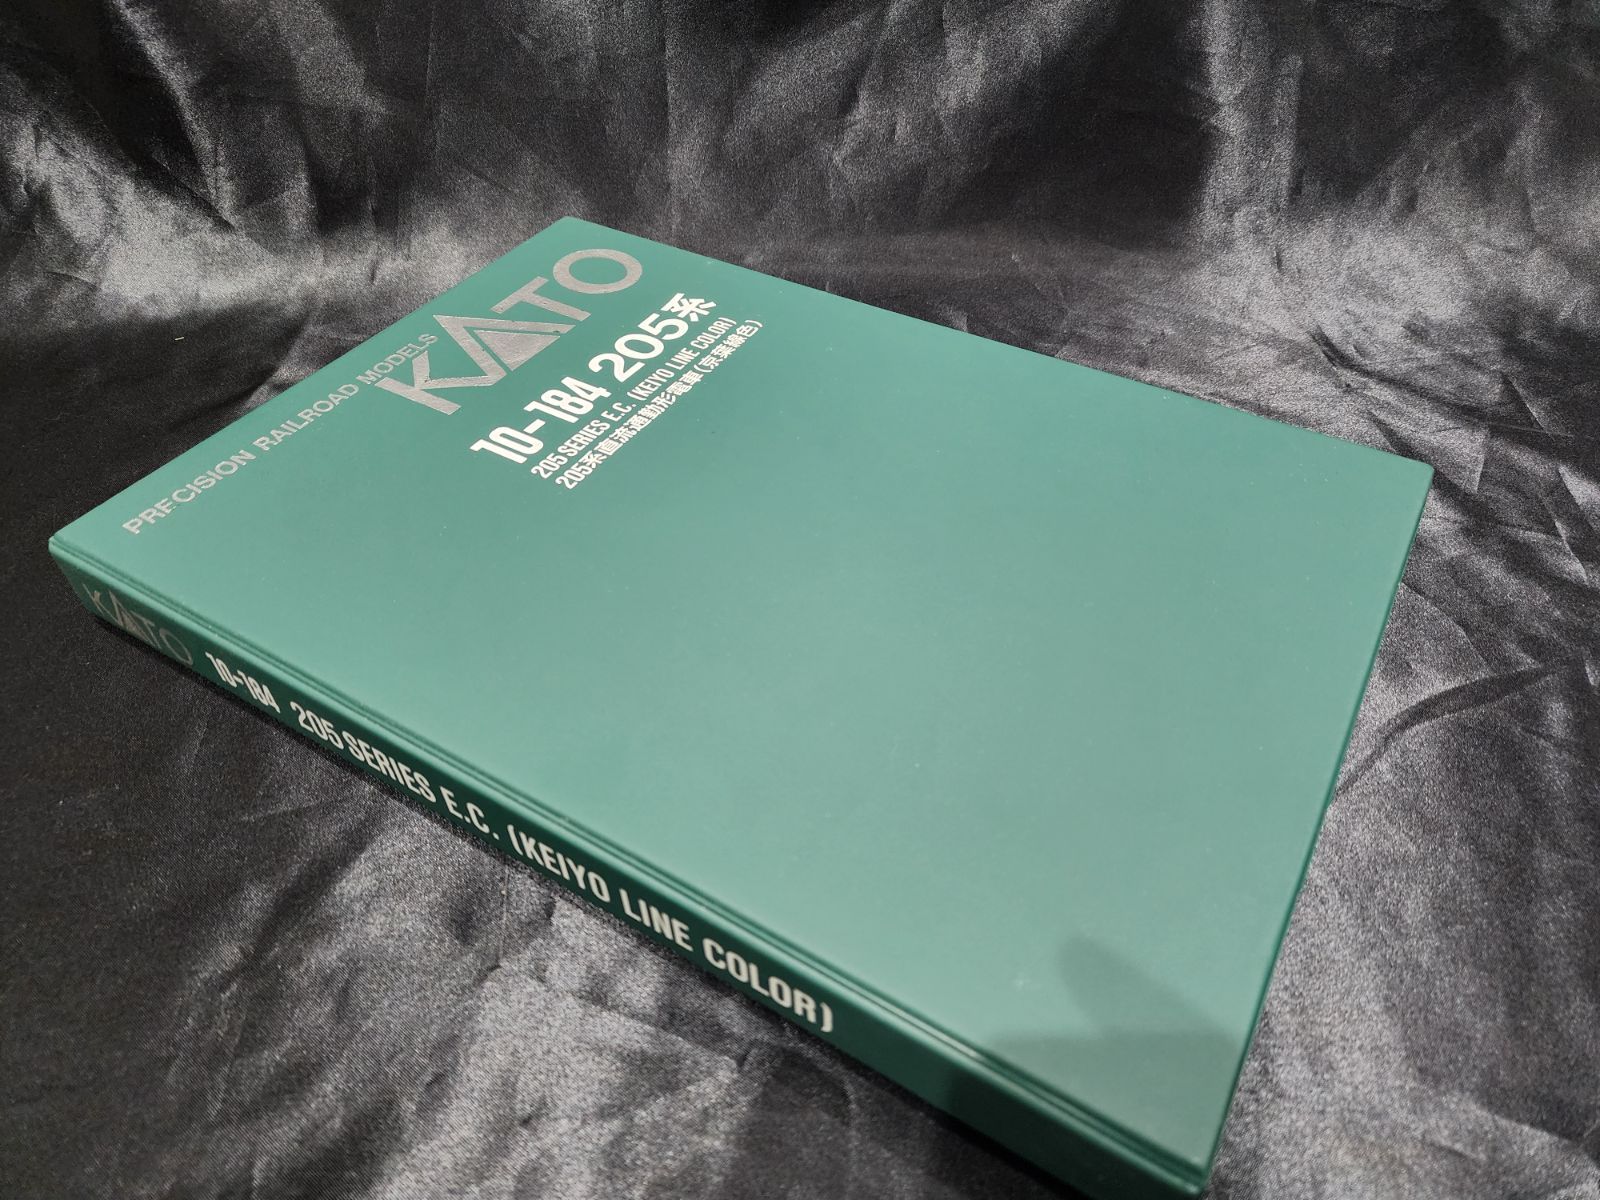 PRECISION RAILROAD MODELS
KATO
10-184 205系
205 SERIES E.C. (KEIYO LINE COLOR)
205系直流通勤形電車(京葉線色)
KATO 10-184 205 SERIES E.C. (KEIYO LINE COLOR)